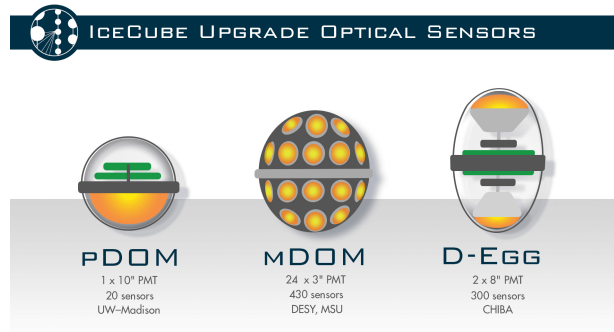 IceCube Upgrade Optical Sensors
pDOM
1 x 10" PMT
20 sensors
UW–Madison
mDOM
24 x 3" PMT
430 sensors
DESY, MSU
D-Egg
2 x 8" PMT
300 sensors
CHIBA